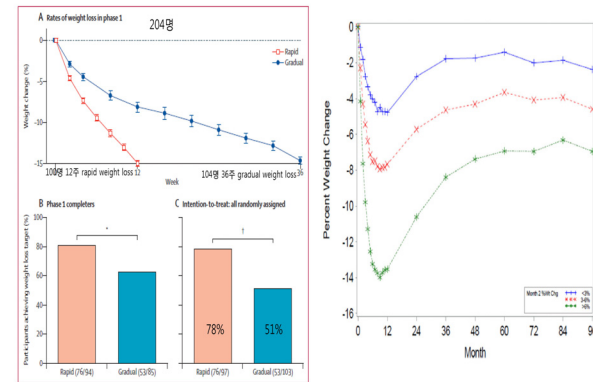 A Rates of weight loss in phase 1
204명
Rapid
Gradual
Weight change (%)
0
−5
−10
−15
100명 12주 rapid weight loss
12
104명 36주 gradual weight loss
36
Week
B Phase 1 completers
C Intention-to-treat: all randomly assigned
Participants achieving weight loss target (%)
100
80
60
40
20
0
*
†
78%
51%
Rapid (76/94)
Gradual (53/85)
Rapid (76/97)
Gradual (53/103)
Percent Weight Change
0
-2
-4
-6
-8
-10
-12
-14
-16
Month 2 %Wt Chg
<3%
3-6%
>6%
0
12
24
36
48
60
72
84
Month